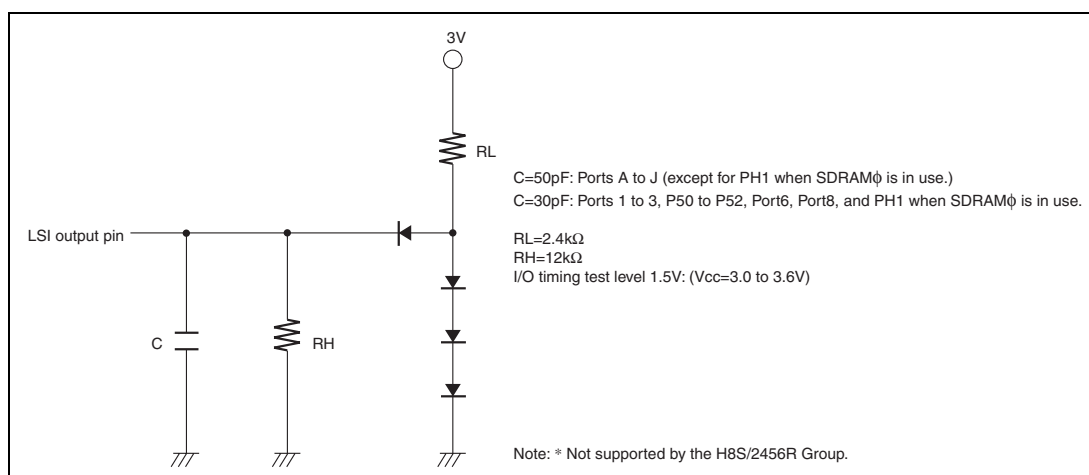 3V
RL
C=50pF: Ports A to J (except for PH1 when SDRAMϕ is in use.)
C=30pF: Ports 1 to 3, P50 to P52, Port6, Port8, and PH1 when SDRAMϕ is in use.
LSI output pin
RL=2.4kΩ
RH=12kΩ
I/O timing test level 1.5V: (Vcc=3.0 to 3.6V)
C
RH
Note: * Not supported by the H8S/2456R Group.